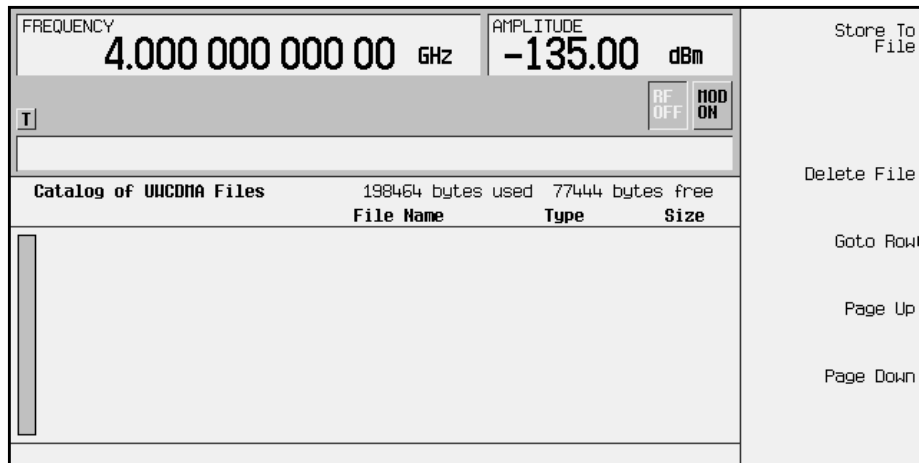 FREQUENCY
4.000 000 000 00 GHz
AMPLITUDE
-135.00 dBm
RF OFF
MOD ON
T
Catalog of UWCDMA Files 198464 bytes used 77444 bytes free
File Name Type Size
Store To
File
Delete File
Goto Row
Page Up
Page Down